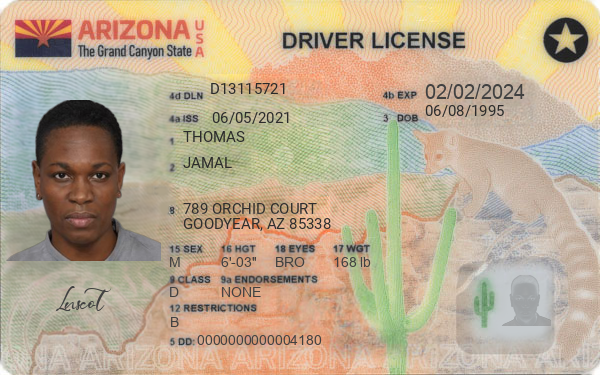 ARIZONA USA
The Grand Canyon State
DRIVER LICENSE
4d DLN D13115721
4b EXP 02/02/2024
4a ISS 06/05/2021
3 DOB 06/08/1995
1 THOMAS
2 JAMAL
8 789 ORCHID COURT
GOODYEAR, AZ 85338
15 SEX 16 HGT 18 EYES 17 WGT
M 6'-03" BRO 168 lb
9 CLASS 9a ENDORSEMENTS
D NONE
12 RESTRICTIONS
B
5 DD: 0000000000004180
ARIZONA ARIZONA ARIZONA ARIZONA